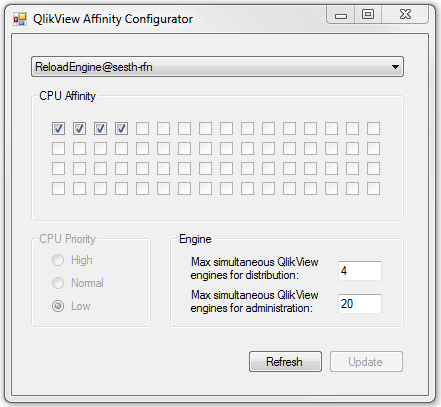 QlikView Affinity Configurator
ReloadEngine@sesth-rfn
CPU Affinity
CPU Priority
High
Normal
Low
Engine
Max simultaneous QlikView
engines for distribution:
4
Max simultaneous QlikView
engines for administration:
20
Refresh
Update